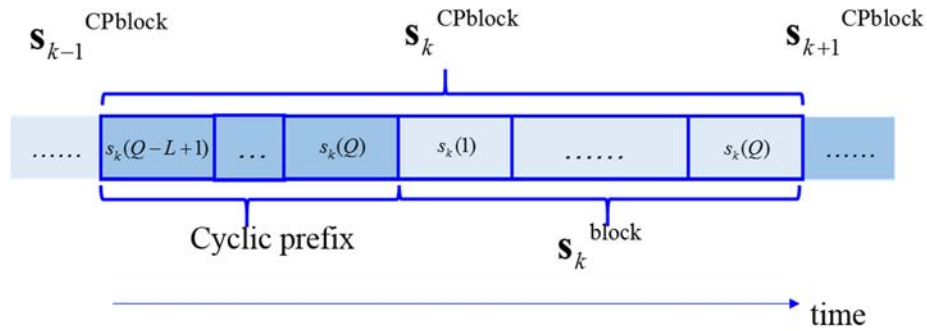 s_{k-1}^{CPblock} s_k^{CPblock} s_{k+1}^{CPblock}
...... s_k(Q-L+1) ... s_k(Q) s_k(1) ...... s_k(Q) ......
Cyclic prefix s_k^{block}
time